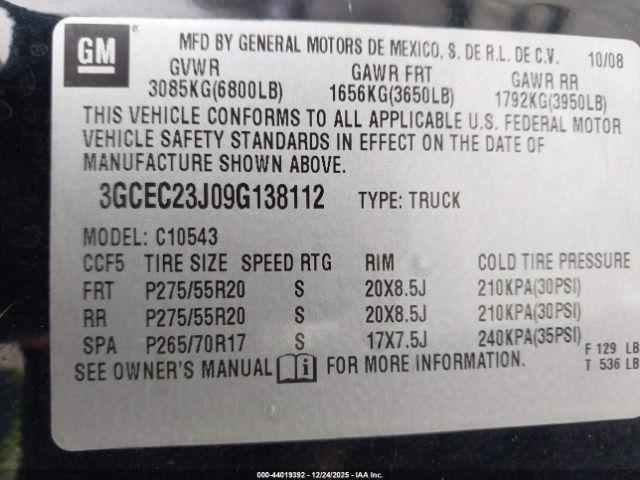 GM
MFD BY GENERAL MOTORS DE MEXICO, S. DE R.L. DE C.V. 10/08
GVWR GAWR FRT GAWR RR
3085KG(6800LB) 1656KG(3650LB) 1792KG(3950LB)
THIS VEHICLE CONFORMS TO ALL APPLICABLE U.S. FEDERAL MOTOR
VEHICLE SAFETY STANDARDS IN EFFECT ON THE DATE OF
MANUFACTURE SHOWN ABOVE.
3GCEC23J09G138112 TYPE: TRUCK
MODEL: C10543
CCF5 TIRE SIZE SPEED RTG RIM COLD TIRE PRESSURE
FRT P275/55R20 S 20X8.5J 210KPA(30PSI)
RR P275/55R20 S 20X8.5J 210KPA(30PSI)
SPA P265/70R17 S 17X7.5J 240KPA(35PSI)
F 129 LB
SEE OWNER'S MANUAL FOR MORE INFORMATION. T 536 LB
000-44019392 - 12/24/2025 - IAA Inc.